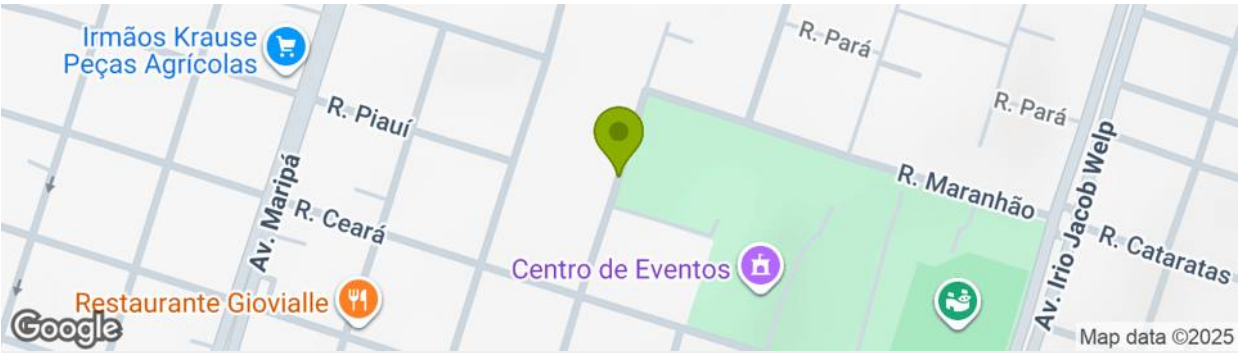 Irmãos Krause
Peças Agrícolas
R. Pará
R. Piauí
R. Pará
Av. Maripá
R. Ceará
R. Maranhão
Av. Irio Jacob Welp
R. Cataratas
Centro de Eventos
Restaurante Giovialle
Google
Map data ©2025